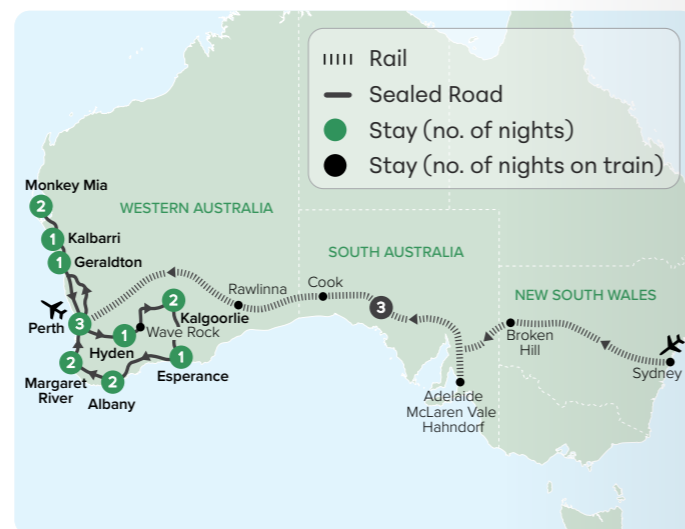 Rail
Sealed Road
Stay (no. of nights)
Stay (no. of nights on train)
Monkey Mia
2
WESTERN AUSTRALIA
1
Kalbarri
1
Geraldton
SOUTH AUSTRALIA
Rawlinna
Cook
NEW SOUTH WALES
3
2
Kalgoorlie
Perth
3
1
Wave Rock
Hyden
Broken
Hill
Sydney
2
Margaret
River
2
Albany
1
Esperance
Adelaide
McLaren Vale
Hahndorf